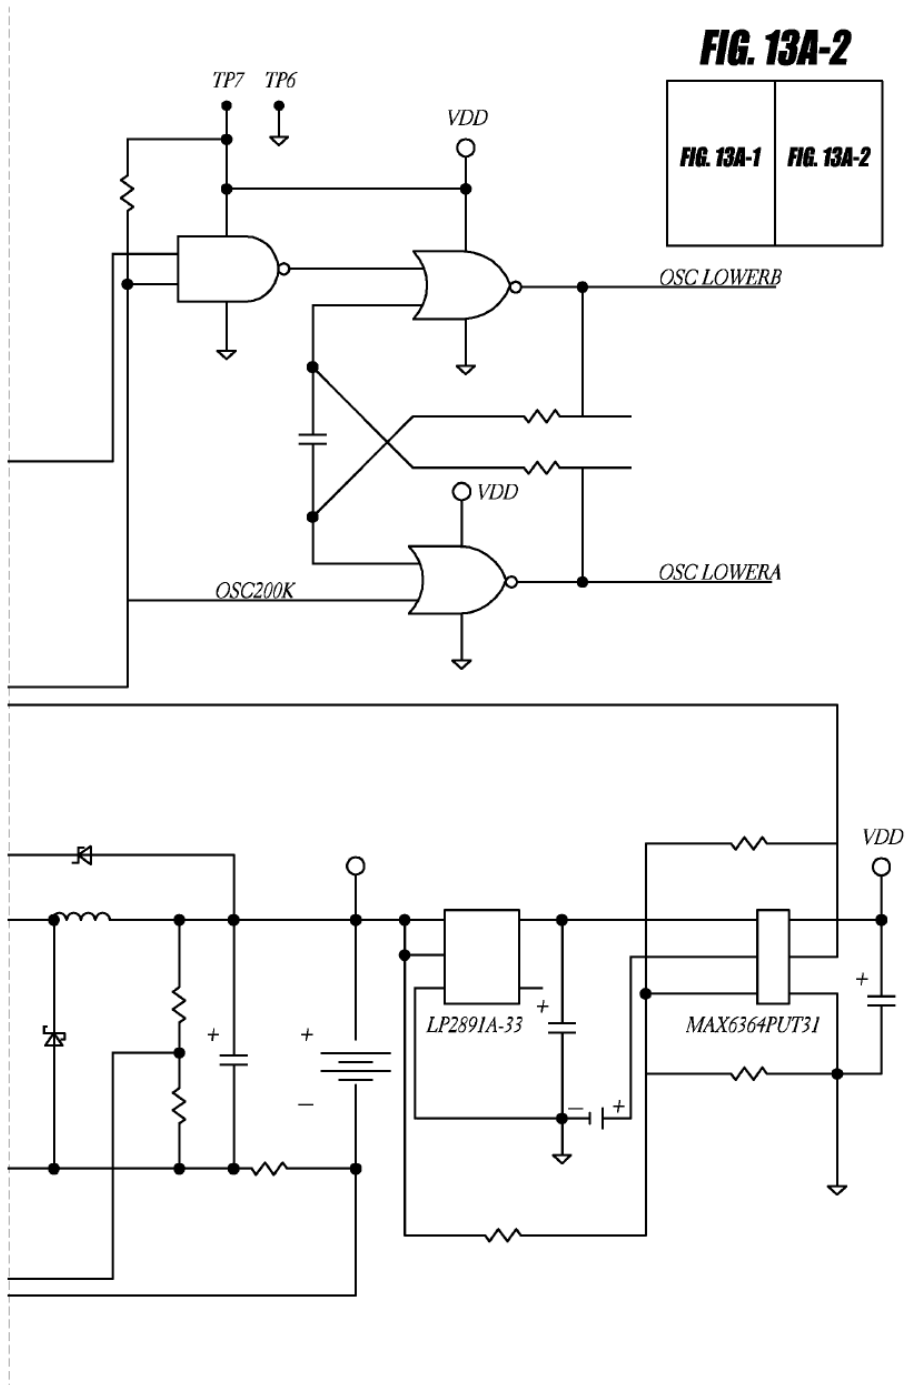 FIG. 13A-2
TP7 TP6
VDD
FIG. 13A-1 FIG. 13A-2
OSC LOWERB
VDD
OSC LOWERA
OSC200K
VDD
+
+ + +
LP2891A-33 MAX6364PUT31
−
− +